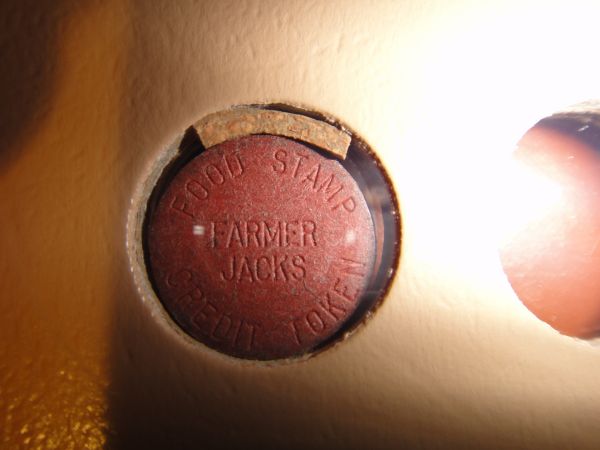 FOOD STAMP
FARMER
JACKS
CREDIT TOKEN